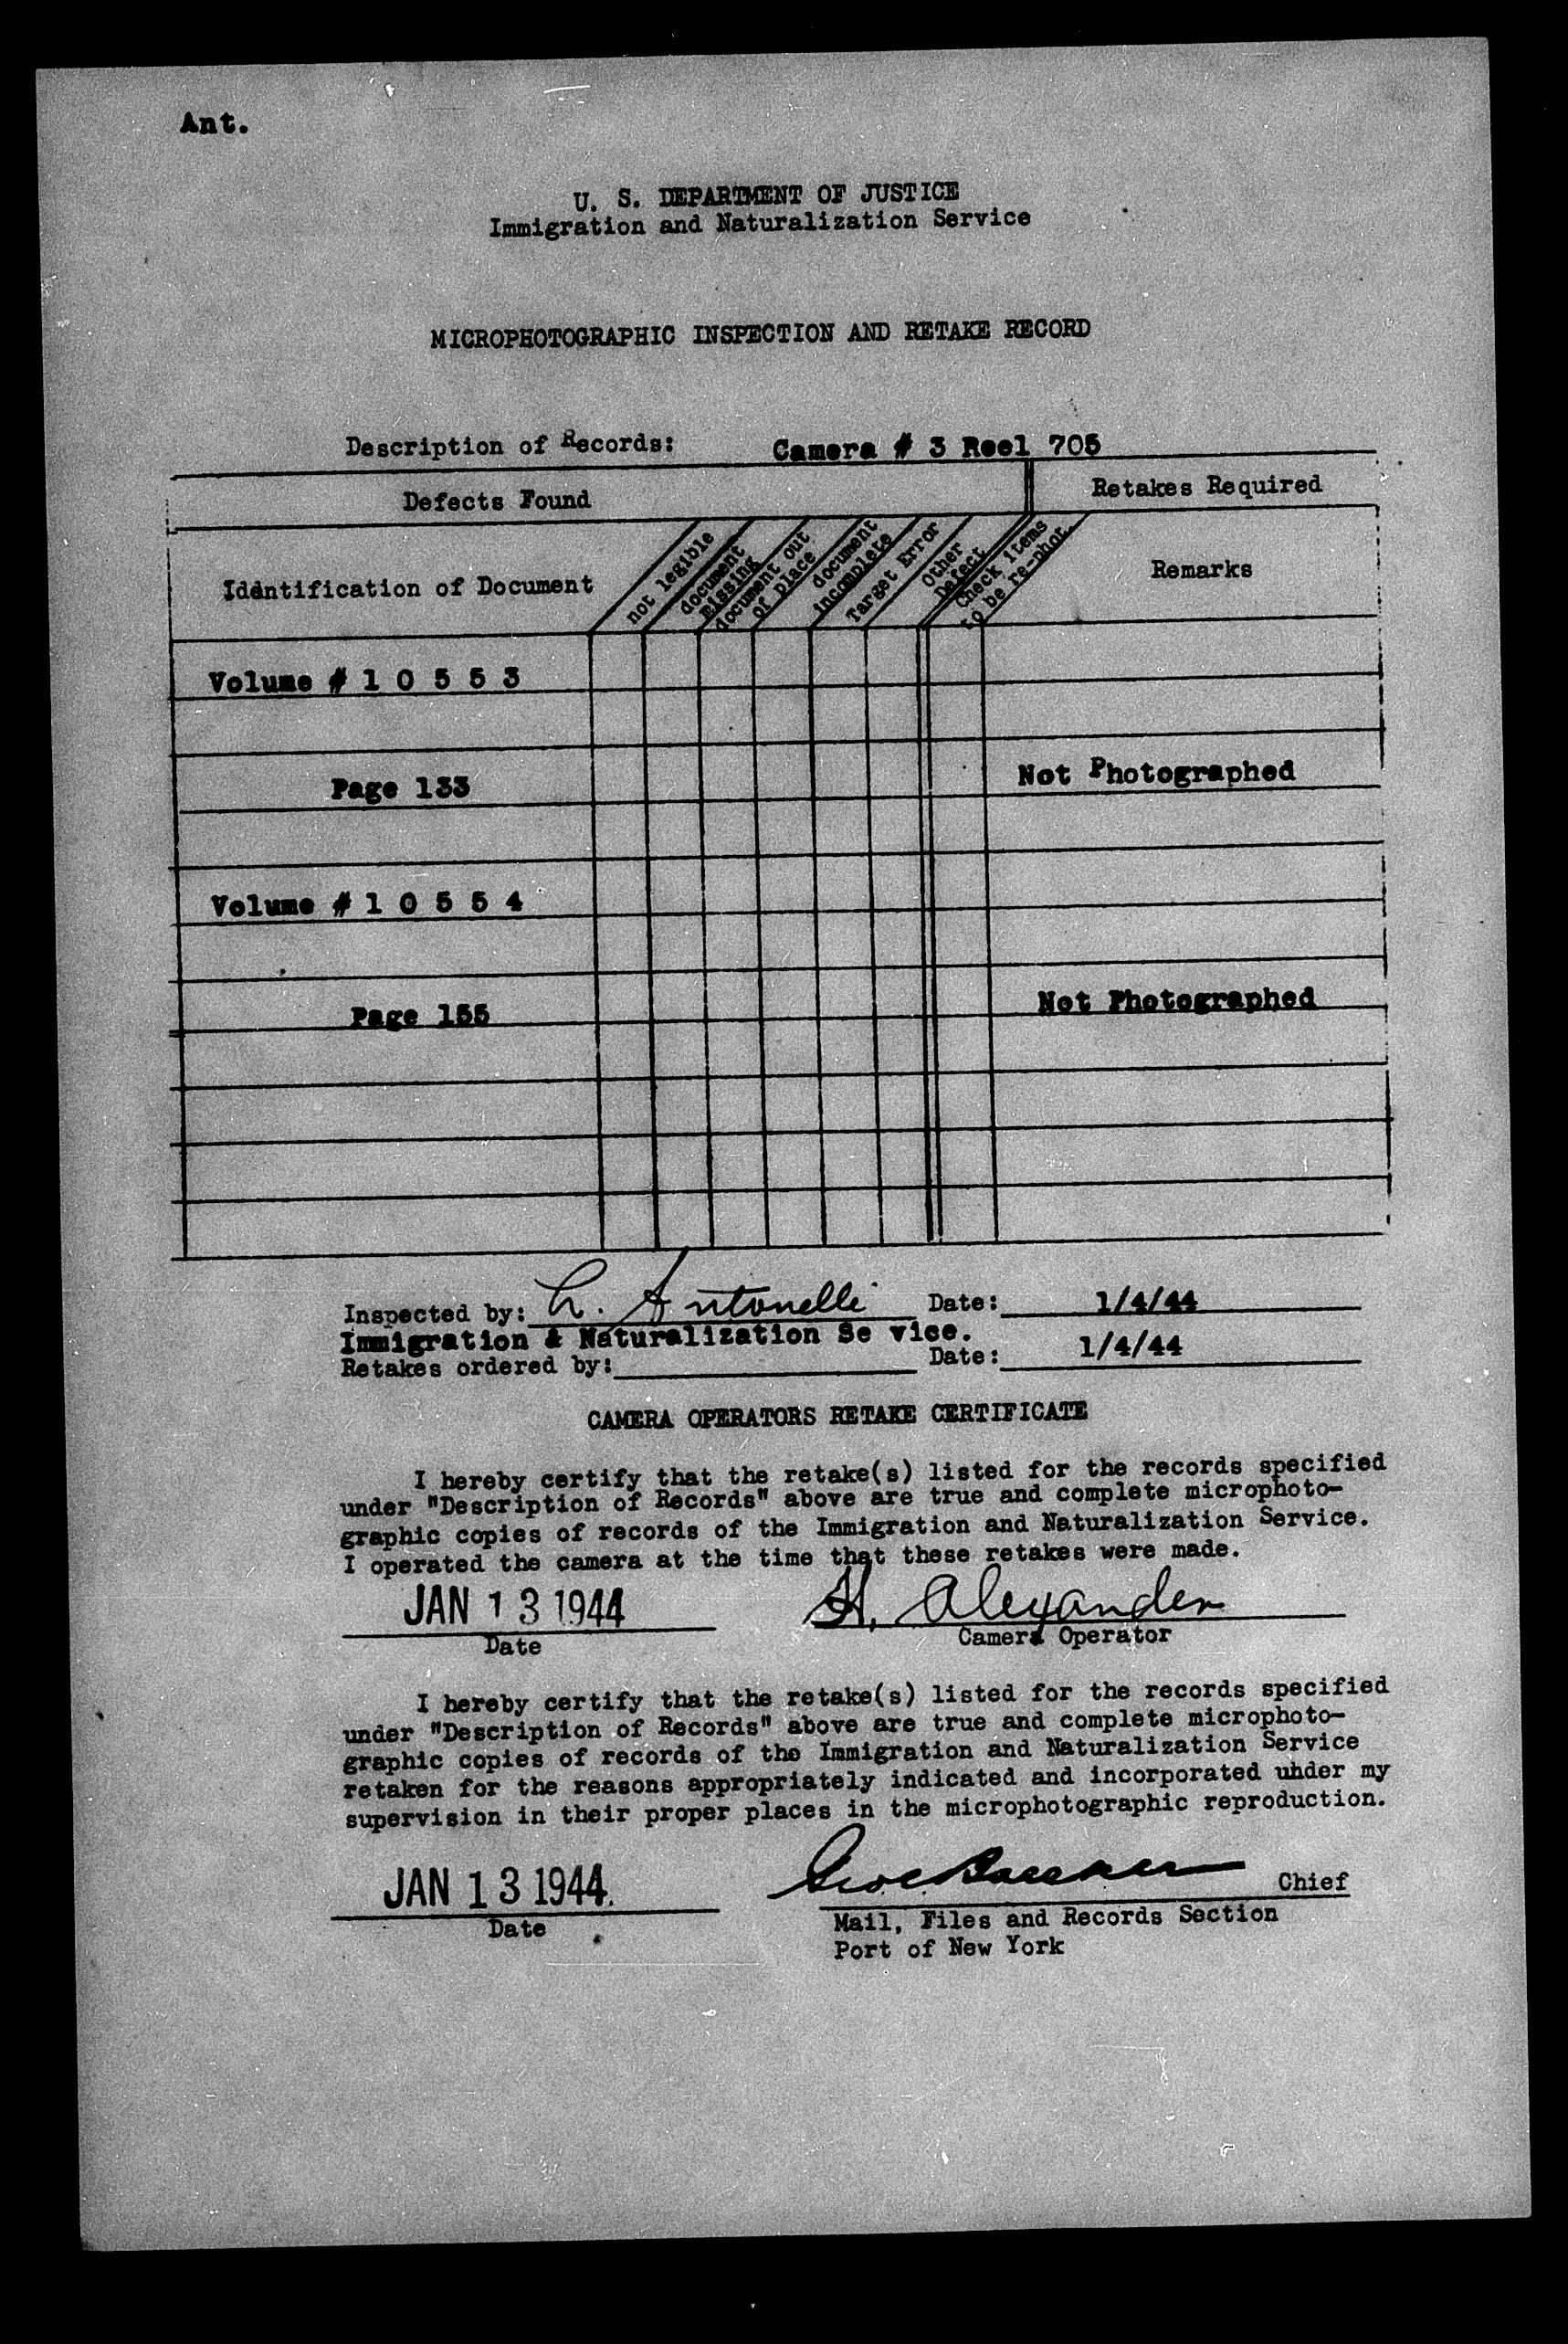 Ant.
U. S. DEPARTMENT OF JUSTICE
Immigration and Naturalization Service
MICROPHOTOGRAPHIC INSPECTION AND RETAKE RECORD
Description of Records: Camera # 3 Reel 705
Defects Found
Retakes Required
Identification of Document
not legible
document
missing
document out
of place
document
incomplete
Target Error
Other
Defect
Check items
to be re-phot.
Remarks
Volume # 1 0 5 5 3
Page 133 Not Photographed
Volume # 1 0 5 5 4
Page 155 Not Photographed
Inspected by: L. Antonelli Date: 1/4/44
Immigration & Naturalization Se vice.
Retakes ordered by: Date: 1/4/44
CAMERA OPERATORS RETAKE CERTIFICATE
I hereby certify that the retake(s) listed for the records specified
under "Description of Records" above are true and complete microphoto-
graphic copies of records of the Immigration and Naturalization Service.
I operated the camera at the time that these retakes were made.
JAN 13 1944 H. Alexander
Date Camera Operator
I hereby certify that the retake(s) listed for the records specified
under "Description of Records" above are true and complete microphoto-
graphic copies of records of the Immigration and Naturalization Service
retaken for the reasons appropriately indicated and incorporated under my
supervision in their proper places in the microphotographic reproduction.
JAN 13 1944. Chief
Date
Mail, Files and Records Section
Port of New York